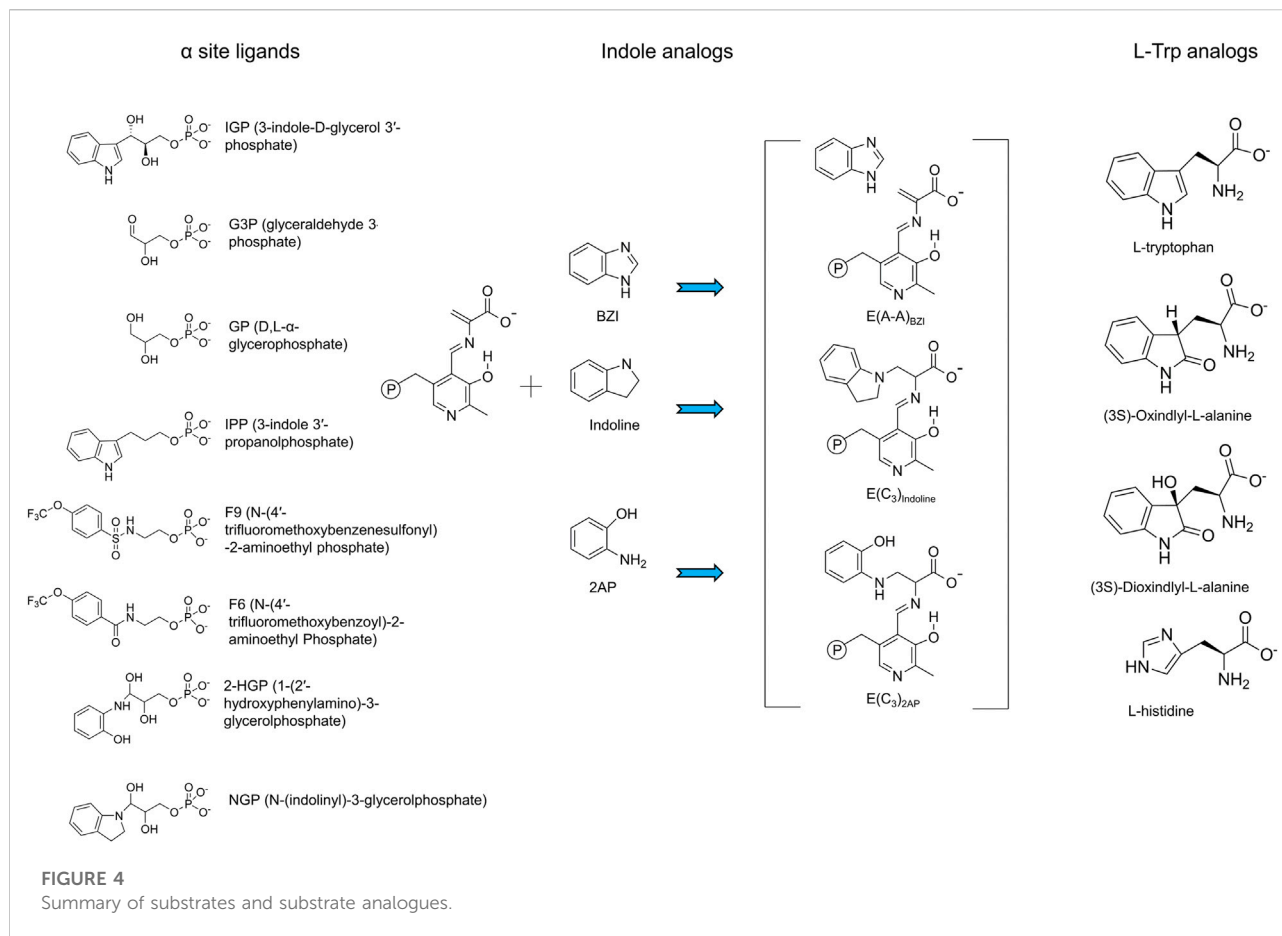 α site ligands
Indole analogs
L-Trp analogs
IGP (3-indole-D-glycerol 3′-
phosphate)
G3P (glyceraldehyde 3-
phosphate)
GP (D,L-α-
glycerophosphate)
IPP (3-indole 3′-
propanolphosphate)
F9 (N-(4′-
trifluoromethoxybenzenesulfonyl)
-2-aminoethyl phosphate)
F6 (N-(4′-
trifluoromethoxybenzoyl)-2-
aminoethyl Phosphate)
2-HGP (1-(2′-
hydroxyphenylamino)-3-
glycerolphosphate)
NGP (N-(indolinyl)-3-glycerolphosphate)
BZI
Indoline
2AP
E(A-A)BZI
E(C3)Indoline
E(C3)2AP
L-tryptophan
(3S)-Oxindlyl-L-alanine
(3S)-Dioxindlyl-L-alanine
L-histidine
FIGURE 4
Summary of substrates and substrate analogues.